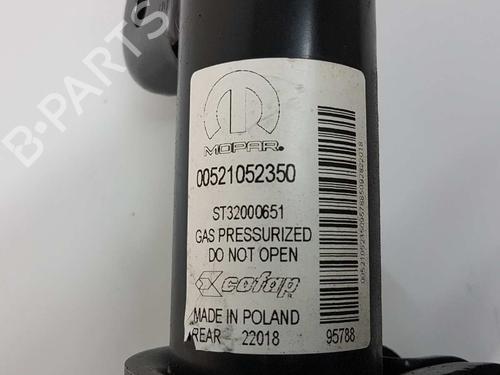 B-PARTS
MOPAR.
00521052350
ST32000651
GAS PRESSURIZED
DO NOT OPEN
cofap
MADE IN POLAND
REAR 22018 95788